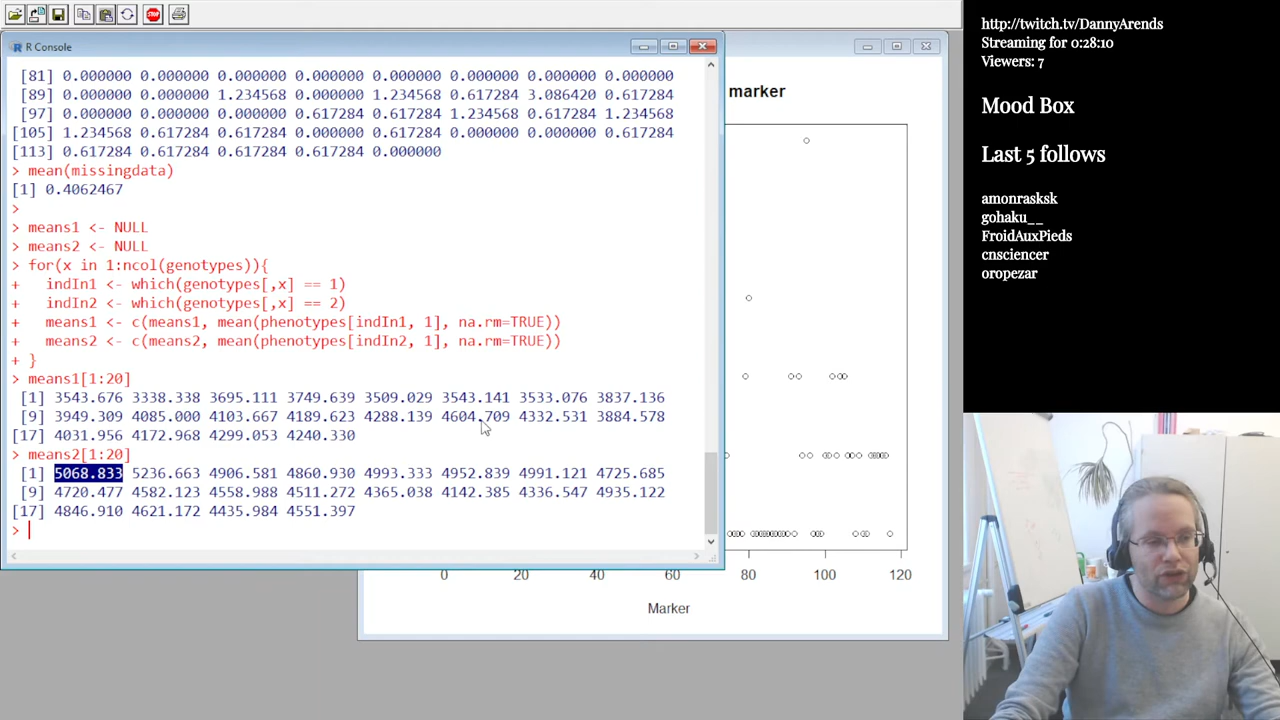 R Console
[81] 0.000000 0.000000 0.000000 0.000000 0.000000 0.000000 0.000000 0.000000
[89] 0.000000 0.000000 1.234568 0.000000 1.234568 0.617284 3.086420 0.617284
[97] 0.000000 0.000000 0.617284 0.617284 1.234568 0.617284 1.234568
[105] 1.234568 0.617284 0.617284 0.617284 0.617284 0.000000 0.000000 0.617284
[113] 0.617284 0.617284 0.617284 0.617284 0.000000
> mean(missingdata)
[1] 0.4062467
>
> means1 <- NULL
> means2 <- NULL
> for(x in 1:ncol(genotypes)){
+ indIn1 <- which(genotypes[,x] == 1)
+ indIn2 <- which(genotypes[,x] == 2)
+ means1 <- c(means1, mean(phenotypes[indIn1, 1], na.rm=TRUE))
+ means2 <- c(means2, mean(phenotypes[indIn2, 1], na.rm=TRUE))
+ }
> means1[1:20]
[1] 3543.676 3338.338 3695.111 3749.639 3509.029 3543.141 3533.076 3837.136
[9] 3949.309 4085.000 4103.667 4189.623 4288.139 4604.709 4332.531 3884.578
[17] 4031.956 4172.968 4299.053 4240.330
> means2[1:20]
[1] 5068.833 5236.663 4906.581 4860.930 4993.333 4952.839 4991.121 4725.685
[9] 4720.477 4582.123 4558.988 4511.272 4365.038 4142.385 4336.547 4935.122
[17] 4846.910 4621.172 4435.984 4551.397
>
marker
0 20 40 60 80 100 120
Marker
STOP
http://twitch.tv/DannyArends
Streaming for 0:28:10
Viewers: 7
Mood Box
Last 5 follows
amonrasksk
gohaku__
FroidAuxPieds
cnsciencer
oropezar